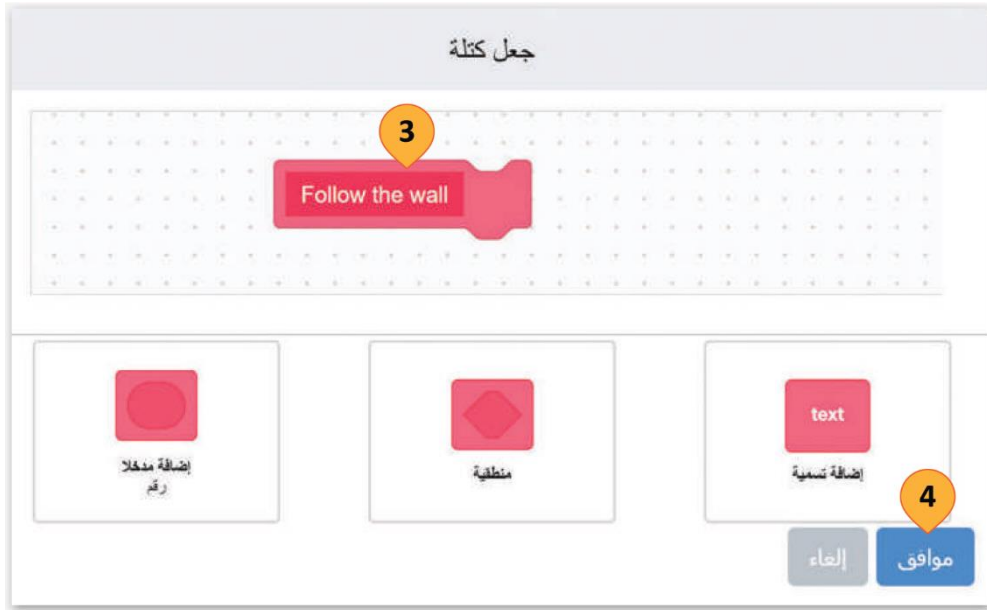 جعل كتلة
3
Follow the wall
text
إضافة تسمية
منطقية
إضافة مدخلا
رقم
4
موافق
إلغاء